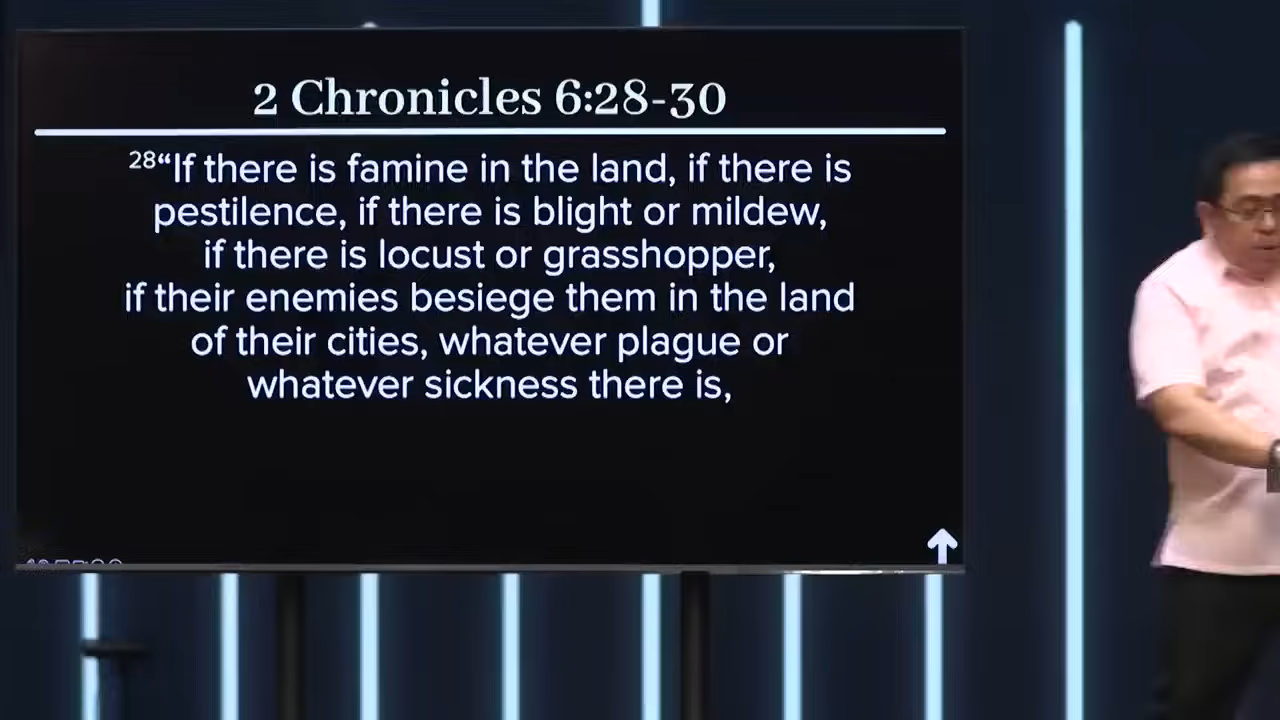 2 Chronicles 6:28-30
28“If there is famine in the land, if there is
pestilence, if there is blight or mildew,
if there is locust or grasshopper,
if their enemies besiege them in the land
of their cities, whatever plague or
whatever sickness there is,